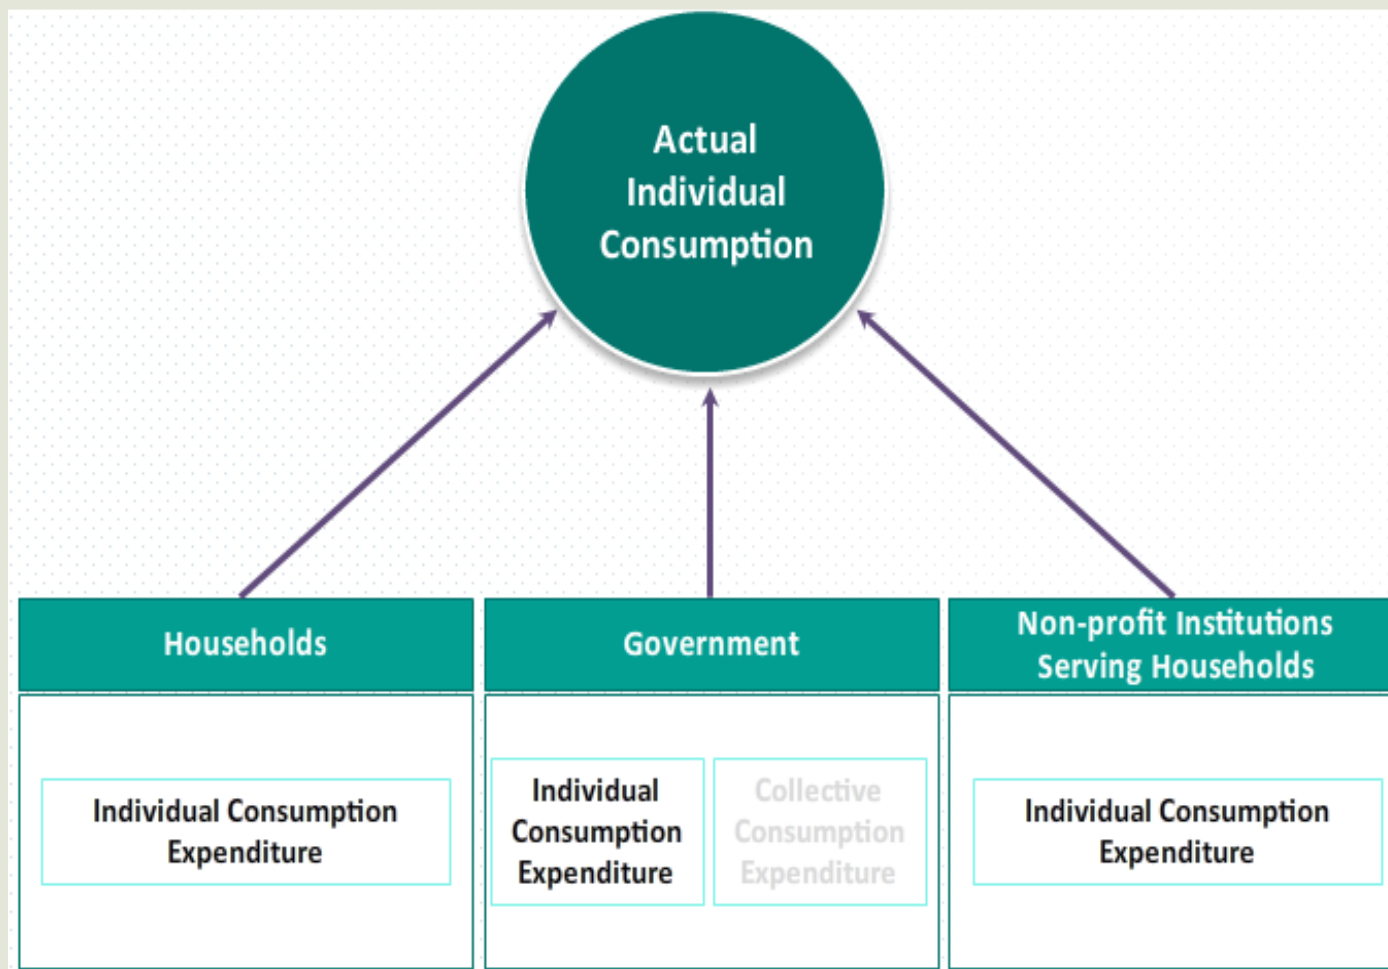 Actual
Individual
Consumption
Households
Government
Non-profit Institutions
Serving Households
Individual Consumption
Expenditure
Individual
Consumption
Expenditure
Collective
Consumption
Expenditure
Individual Consumption
Expenditure